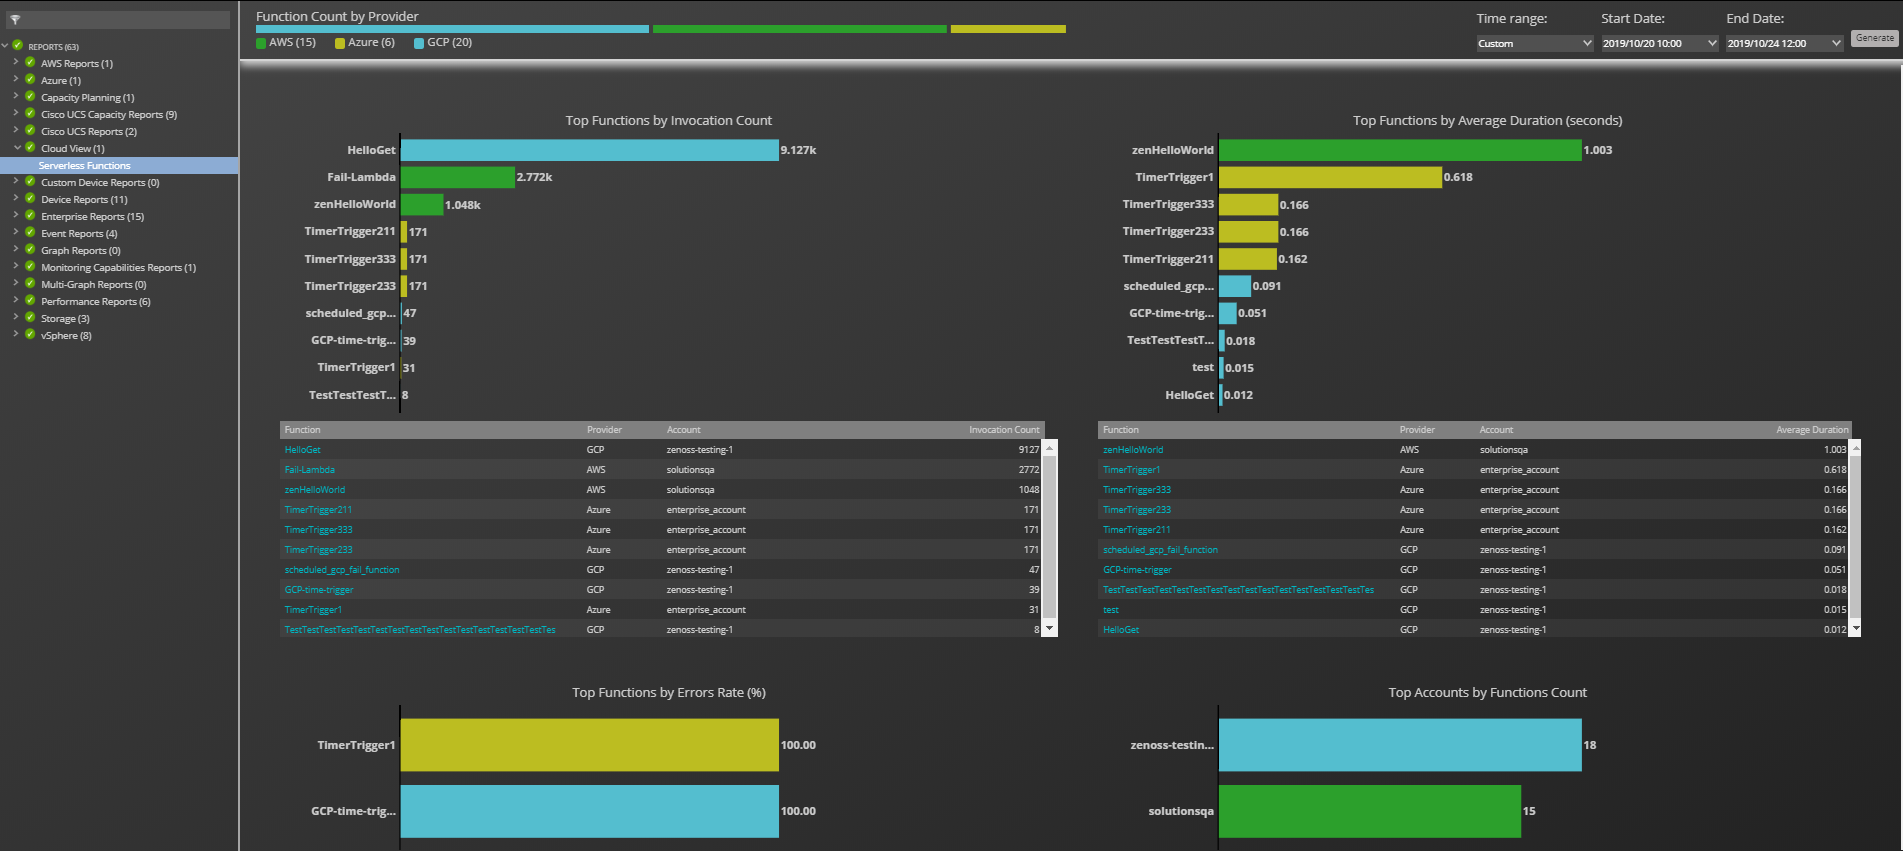 REPORTS (63)
AWS Reports (1)
Azure (1)
Capacity Planning (1)
Cisco UCS Capacity Reports (9)
Cisco UCS Reports (2)
Cloud View (1)
Serverless Functions
Custom Device Reports (0)
Device Reports (11)
Enterprise Reports (15)
Event Reports (4)
Graph Reports (0)
Monitoring Capabilities Reports (1)
Multi-Graph Reports (0)
Performance Reports (6)
Storage (3)
vSphere (8)
Function Count by Provider
AWS (15) Azure (6) GCP (20)
Time range: Start Date: End Date:
Custom 2019/10/20 10:00 2019/10/24 12:00 Generate
Top Functions by Invocation Count
HelloGet 9.127k
Fail-Lambda 2.772k
zenHelloWorld 1.048k
TimerTrigger211 171
TimerTrigger333 171
TimerTrigger233 171
scheduled_gcp... 47
GCP-time-trig... 39
TimerTrigger1 31
TestTestTestT... 8
Function Provider Account Invocation Count
HelloGet GCP zenoss-testing-1 9127
Fail-Lambda AWS solutionsqa 2772
zenHelloWorld AWS solutionsqa 1048
TimerTrigger211 Azure enterprise_account 171
TimerTrigger333 Azure enterprise_account 171
TimerTrigger233 Azure enterprise_account 171
scheduled_gcp_fail_function GCP zenoss-testing-1 47
GCP-time-trigger GCP zenoss-testing-1 39
TimerTrigger1 Azure enterprise_account 31
TestTestTestTestTestTestTestTestTestTestTestTestTestTestTestTes GCP zenoss-testing-1 8
Top Functions by Average Duration (seconds)
zenHelloWorld 1.003
TimerTrigger1 0.618
TimerTrigger333 0.166
TimerTrigger233 0.166
TimerTrigger211 0.162
scheduled_gcp... 0.091
GCP-time-trig... 0.051
TestTestTestT... 0.018
test 0.015
HelloGet 0.012
Function Provider Account Average Duration
zenHelloWorld AWS solutionsqa 1.003
TimerTrigger1 Azure enterprise_account 0.618
TimerTrigger333 Azure enterprise_account 0.166
TimerTrigger233 Azure enterprise_account 0.166
TimerTrigger211 Azure enterprise_account 0.162
scheduled_gcp_fail_function GCP zenoss-testing-1 0.091
GCP-time-trigger GCP zenoss-testing-1 0.051
TestTestTestTestTestTestTestTestTestTestTestTestTestTestTestTes GCP zenoss-testing-1 0.018
test GCP zenoss-testing-1 0.015
HelloGet GCP zenoss-testing-1 0.012
Top Functions by Errors Rate (%)
TimerTrigger1 100.00
GCP-time-trig... 100.00
Top Accounts by Functions Count
zenoss-testin... 18
solutionsqa 15